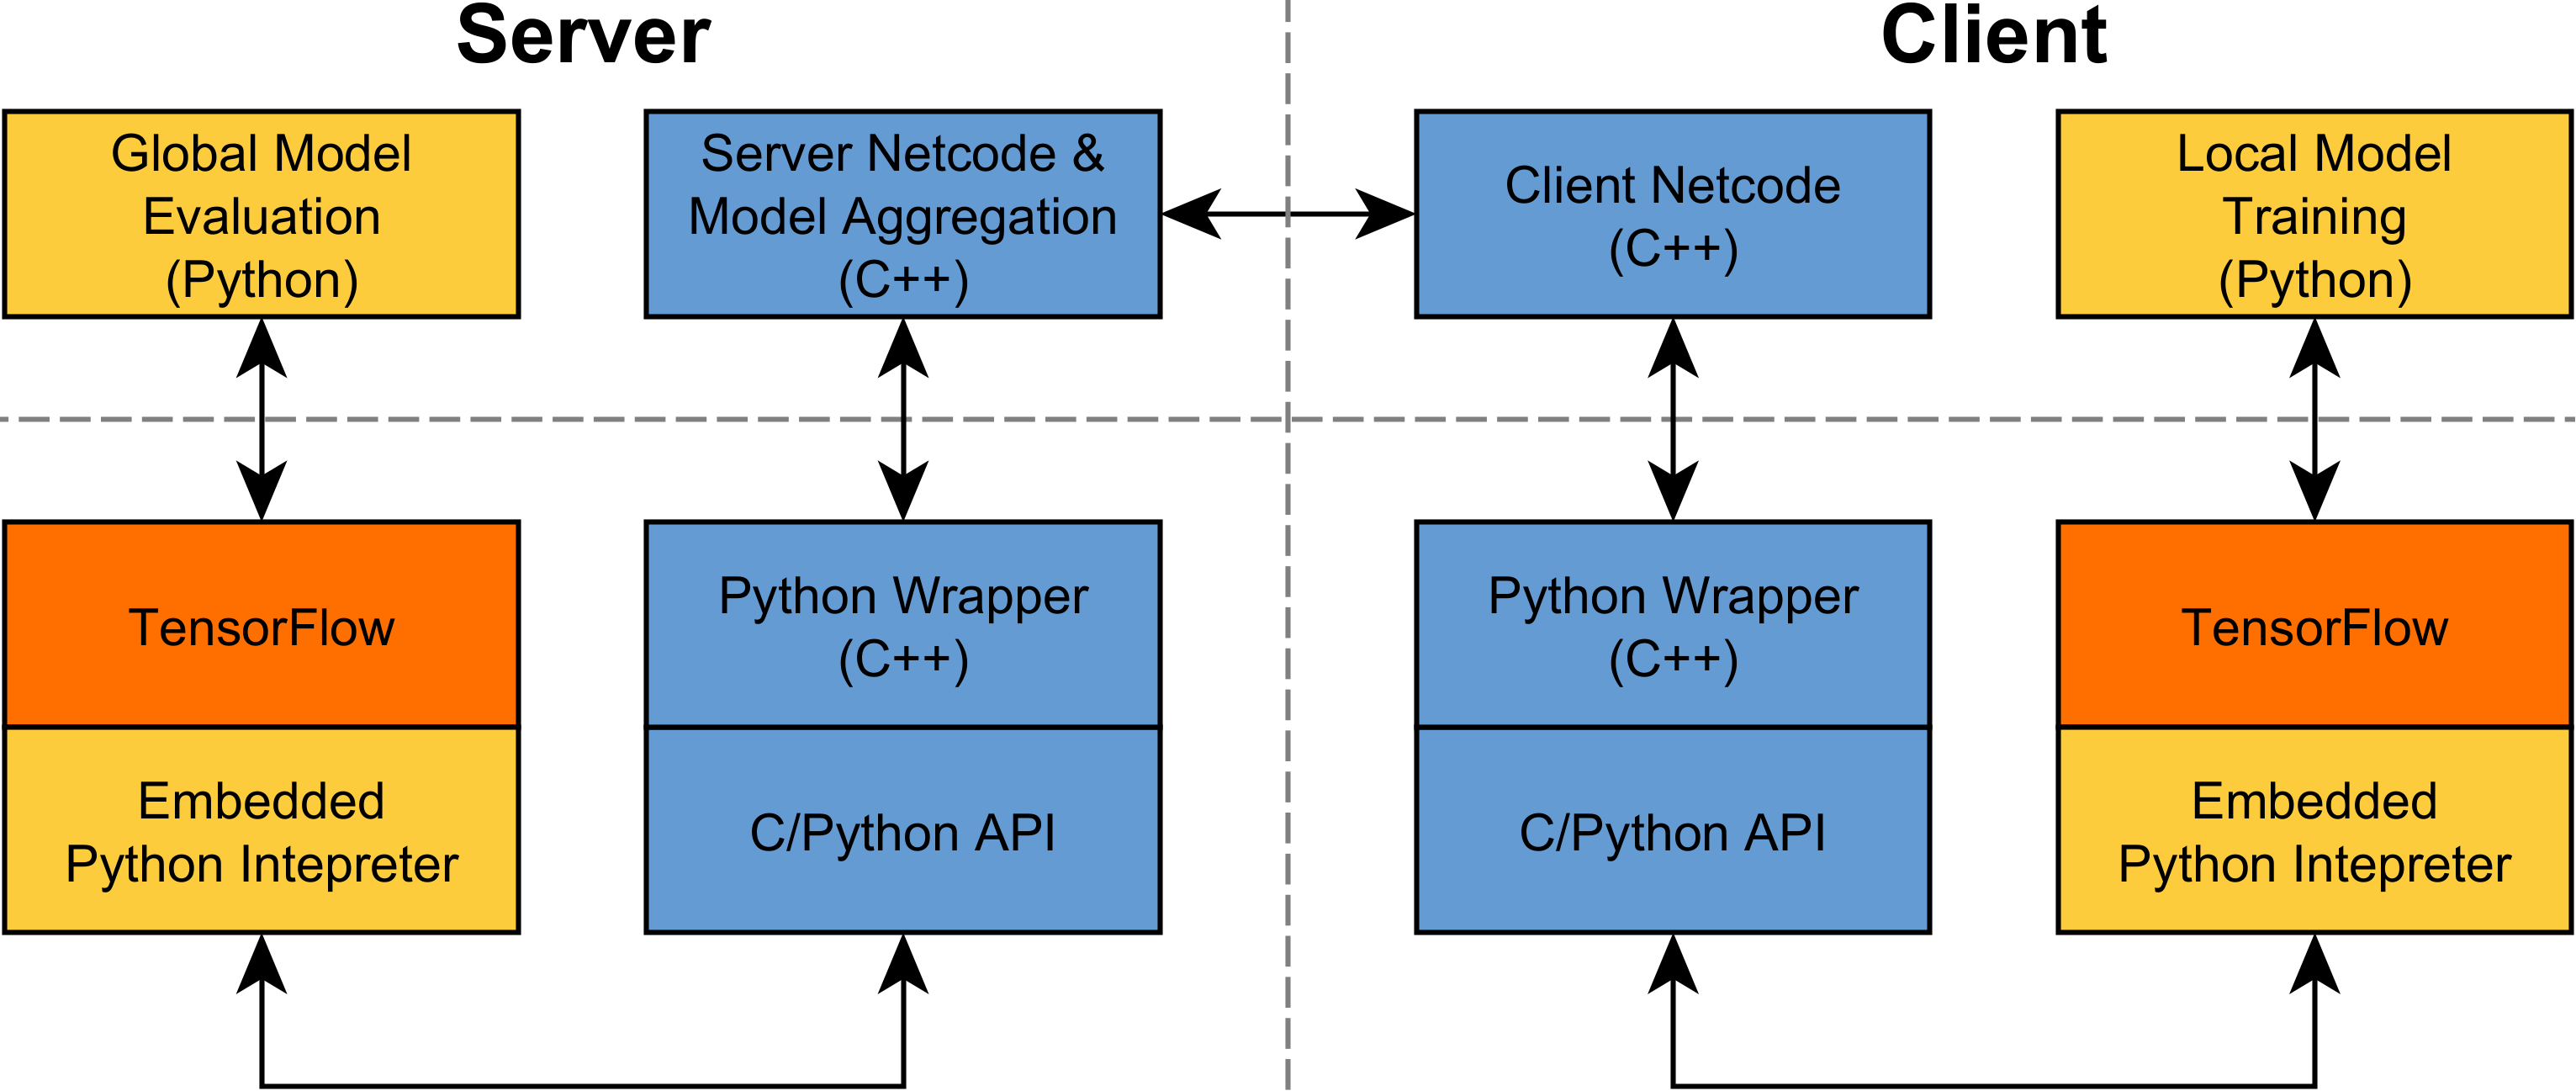 Server
Client
Global Model
Evaluation
(Python)
Server Netcode &
Model Aggregation
(C++)
Client Netcode
(C++)
Local Model
Training
(Python)
TensorFlow
Python Wrapper
(C++)
Python Wrapper
(C++)
TensorFlow
Embedded
Python Intepreter
C/Python API
C/Python API
Embedded
Python Intepreter